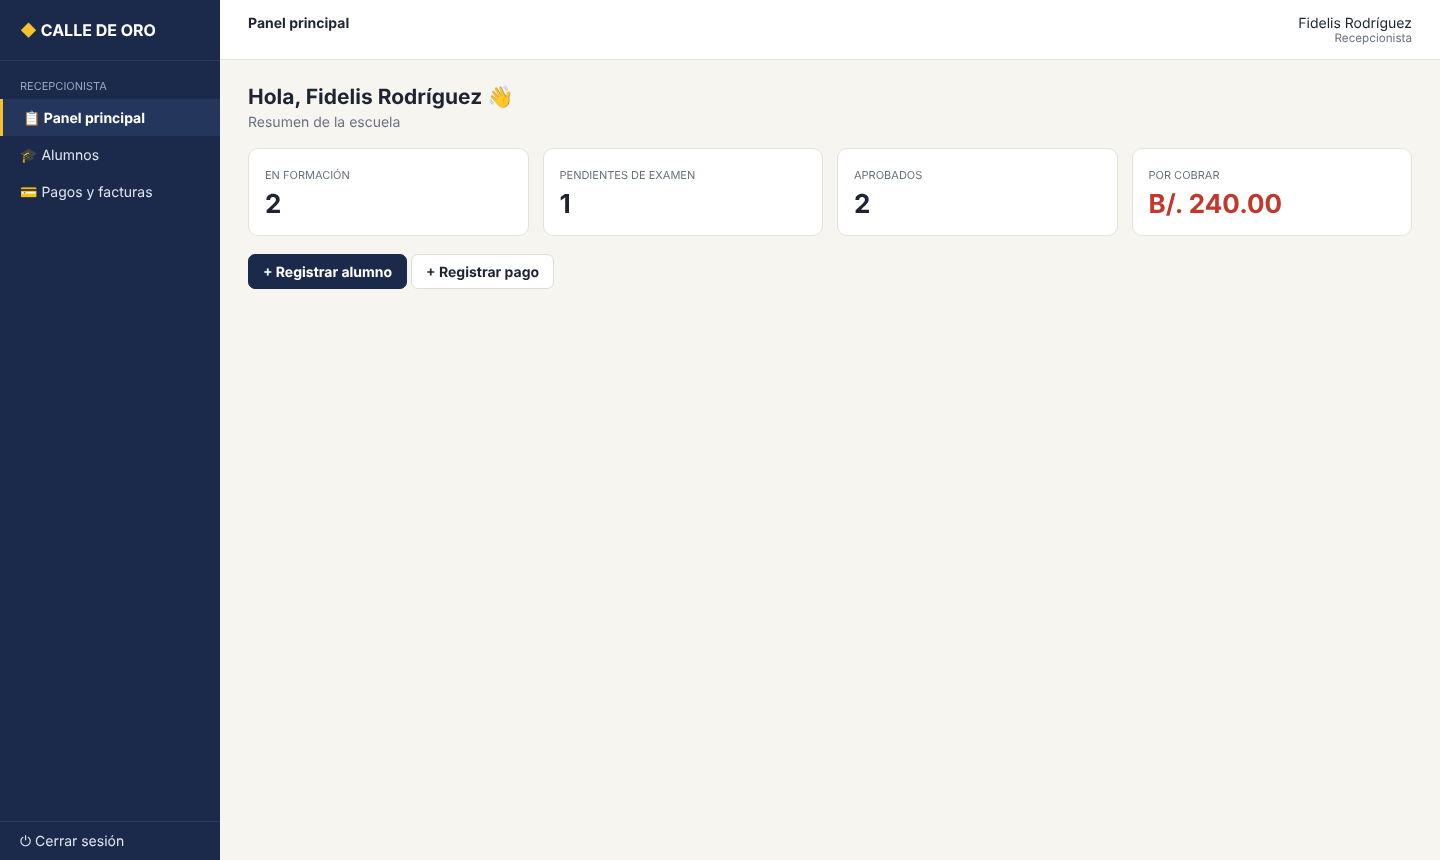 CALLE DE ORO
RECEPCIONISTA
Panel principal
Alumnos
Pagos y facturas
Cerrar sesión
Panel principal
Fidelis Rodríguez
Recepcionista
Hola, Fidelis Rodríguez 👋
Resumen de la escuela
EN FORMACIÓN
2
PENDIENTES DE EXAMEN
1
APROBADOS
2
POR COBRAR
B/. 240.00
+ Registrar alumno
+ Registrar pago